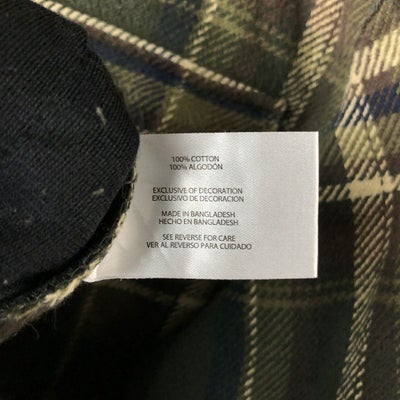 100% COTTON
100% ALGODÓN
EXCLUSIVE OF DECORATION
EXCLUSIVO DE DECORACION
MADE IN BANGLADESH
HECHO EN BANGLADESH
SEE REVERSE FOR CARE
VER AL REVERSO PARA CUIDADO